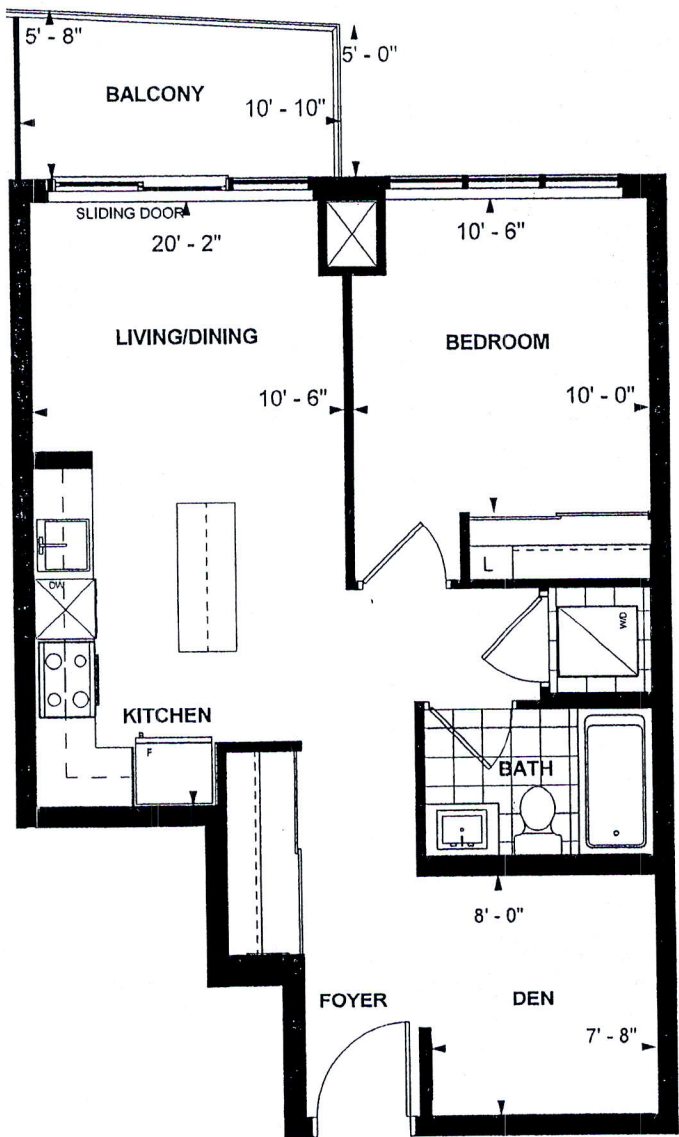 5' - 8"
5' - 0"
BALCONY
10' - 10"
SLIDING DOOR
20' - 2"
10' - 6"
LIVING/DINING
BEDROOM
10' - 6"
10' - 0"
L
DW
W/D
KITCHEN
F
BATH
8' - 0"
FOYER
DEN
7' - 8"